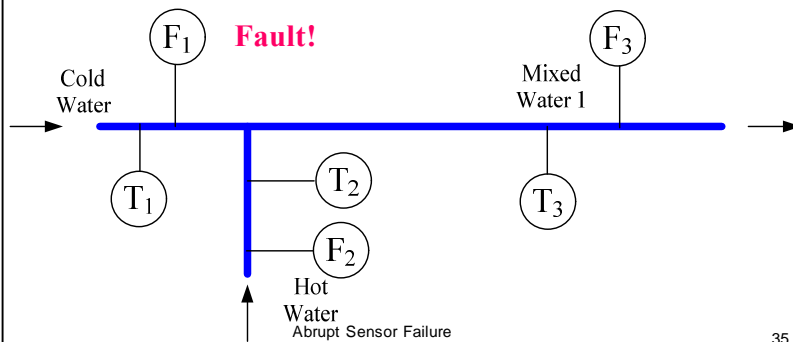 F₁
Fault!
F₃
Cold
Water
Mixed
Water 1
T₁
T₂
T₃
F₂
Hot
Water
Abrupt Sensor Failure
35